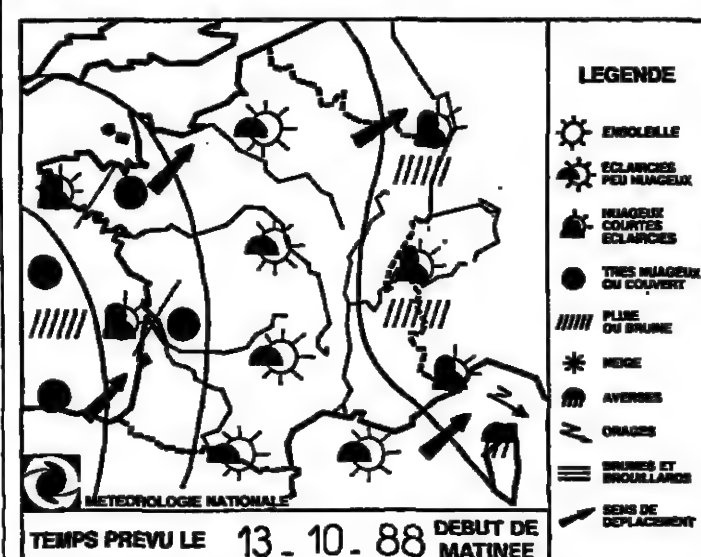 LEGENDE
ENSOLEILLE
ECLAIRCIES
PEU NUAGEUX
NUAGEUX
COURTES
ECLAIRCIES
TRES NUAGEUX
OU COUVERT
PLUIE
OU BRUINE
NEIGE
AVERSES
ORAGES
BRUMES ET
BROUILLARDS
SENS DE
DEPLACEMENT
METEOROLOGIE NATIONALE
TEMPS PREVU LE 13 _ 10 _ 88 DEBUT DE
MATINEE